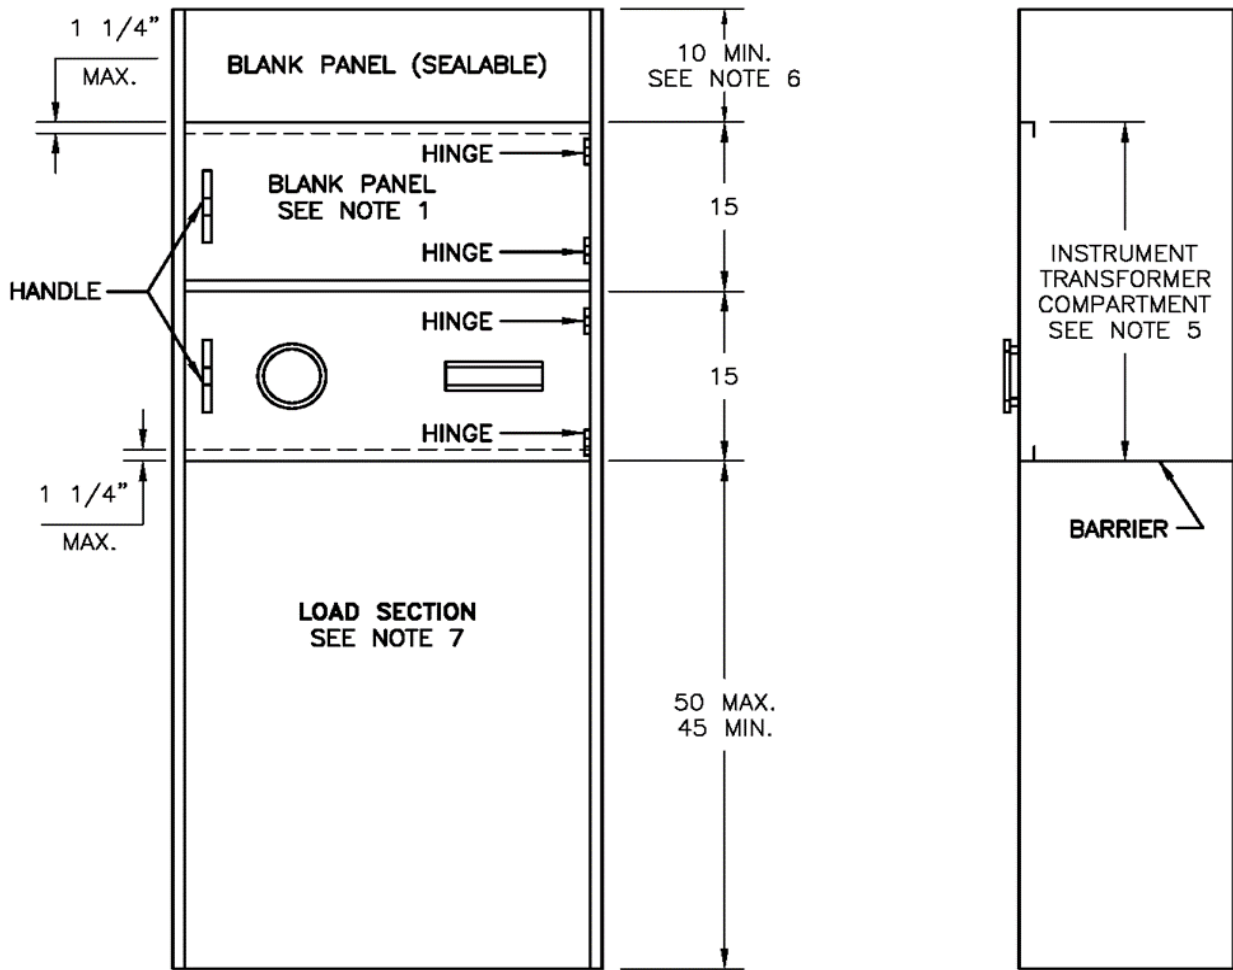 1 1/4"
MAX.
BLANK PANEL (SEALABLE)
10 MIN.
SEE NOTE 6
HINGE
BLANK PANEL
SEE NOTE 1
15
HINGE
HANDLE
INSTRUMENT
TRANSFORMER
COMPARTMENT
SEE NOTE 5
HINGE
15
HINGE
1 1/4"
MAX.
BARRIER
LOAD SECTION
SEE NOTE 7
50 MAX.
45 MIN.